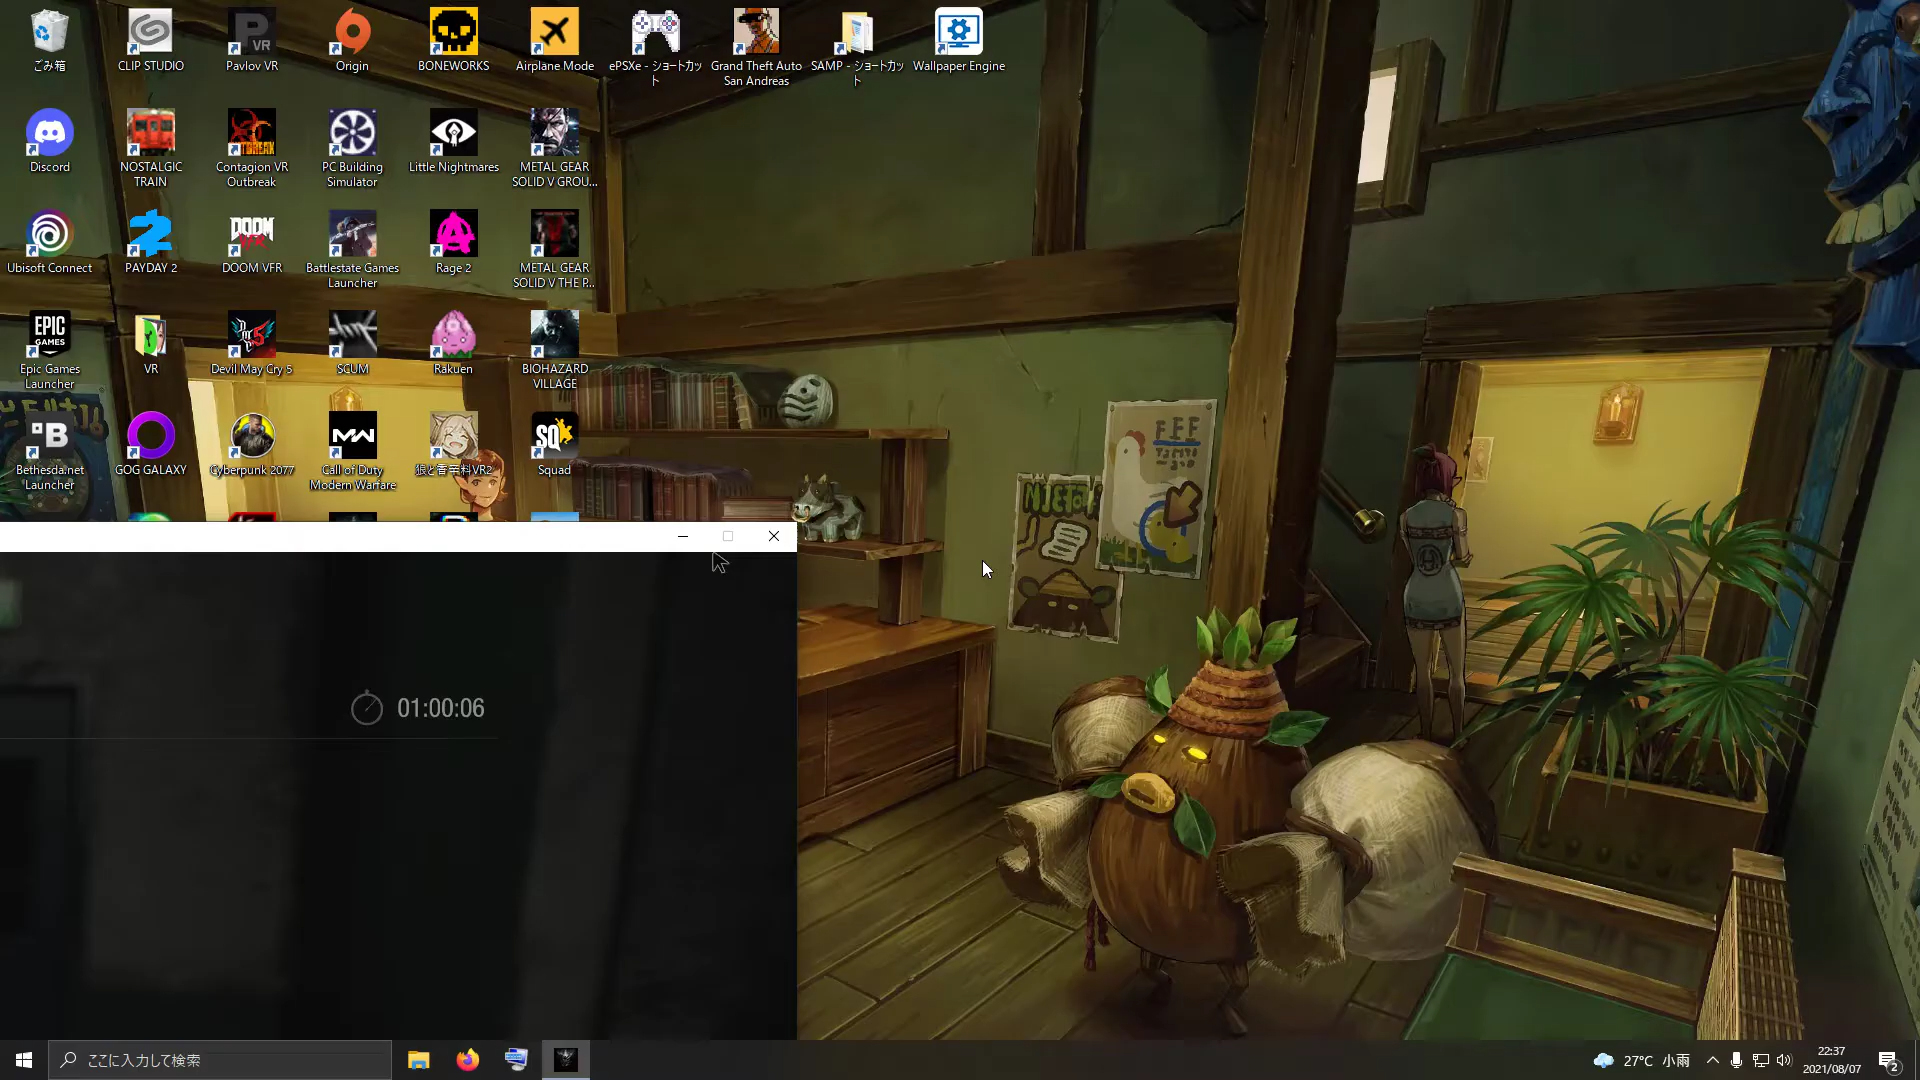 ごみ箱
CLIP STUDIO
Pavlov VR
Origin
BONEWORKS
Airplane Mode
ePSXe - ショートカッ
ト
Grand Theft Auto
San Andreas
SAMP - ショートカッ
ト
Wallpaper Engine
Discord
NOSTALGIC
TRAIN
Contagion VR
Outbreak
PC Building
Simulator
Little Nightmares
METAL GEAR
SOLID V GROU...
Ubisoft Connect
PAYDAY 2
DOOM
DOOM VFR
Battlestate Games
Launcher
Rage 2
METAL GEAR
SOLID V THE P...
EPIC
GAMES
Epic Games
Launcher
VR
Devil May Cry 5
SCUM
Rakuen
BIOHAZARD
VILLAGE
Bethesda.net
Launcher
GOG GALAXY
Cyberpunk 2077
MW
Call of Duty
Modern Warfare
狼と香辛料VR2
SQ
Squad
01:00:06
ここに入力して検索
27°C 小雨
22:37
2021/08/07
2